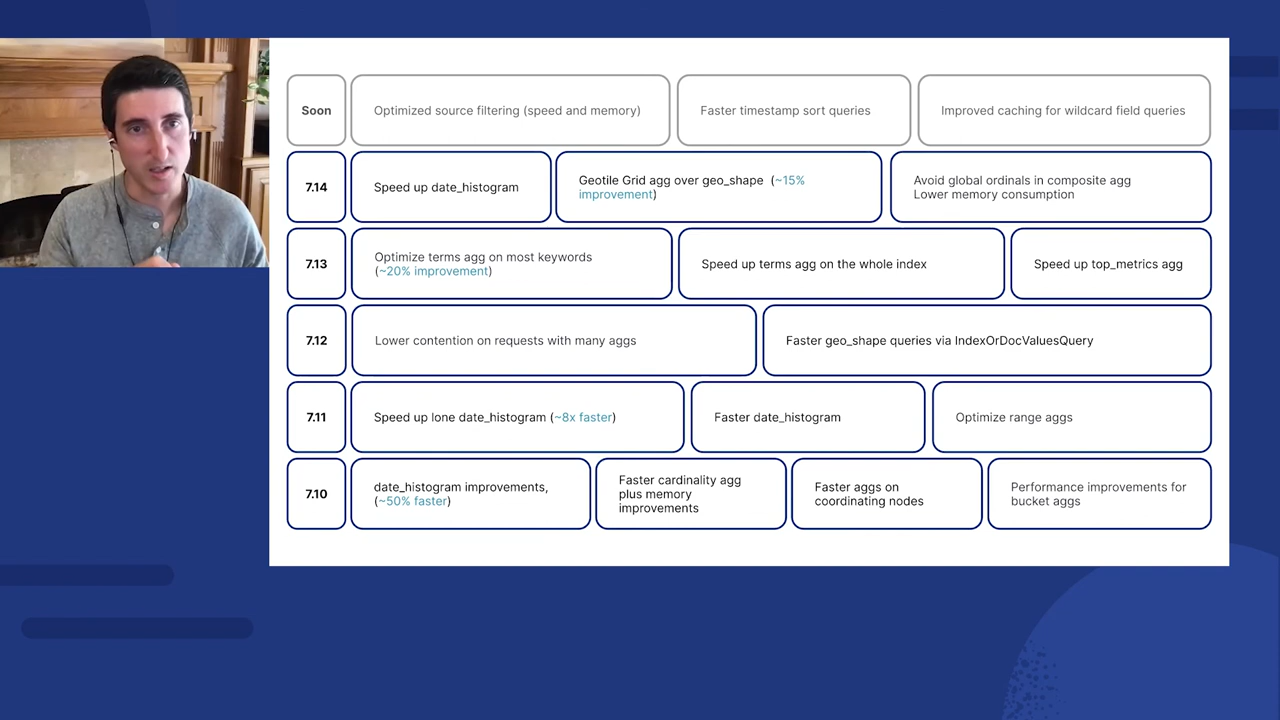 Soon
Optimized source filtering (speed and memory)
Faster timestamp sort queries
Improved caching for wildcard field queries
7.14
Speed up date_histogram
Geotile Grid agg over geo_shape (~15%
improvement)
Avoid global ordinals in composite agg
Lower memory consumption
7.13
Optimize terms agg on most keywords
(~20% improvement)
Speed up terms agg on the whole index
Speed up top_metrics agg
7.12
Lower contention on requests with many aggs
Faster geo_shape queries via IndexOrDocValuesQuery
7.11
Speed up lone date_histogram (~8x faster)
Faster date_histogram
Optimize range aggs
7.10
date_histogram improvements,
(~50% faster)
Faster cardinality agg
plus memory
improvements
Faster aggs on
coordinating nodes
Performance improvements for
bucket aggs